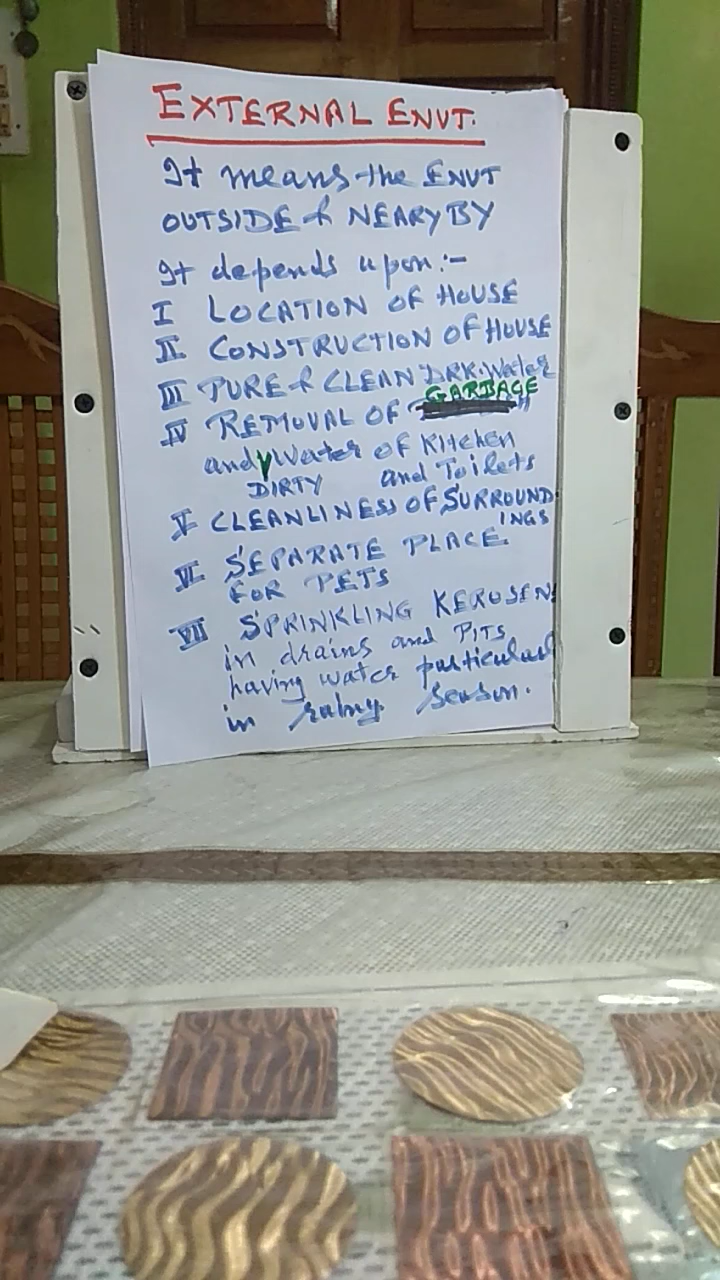 EXTERNAL ENVT.
It means the ENVT
OUTSIDE & NEARY BY
It depends upon:-
I LOCATION OF HOUSE
II CONSTRUCTION OF HOUSE
III PURE & CLEAN DRK. Water
IV REMOVAL OF GARBAGE
and DIRTY Water of Kitchen
and Toilets
V CLEANLINESS OF SURROUND
INGS
VI SEPARATE PLACE
FOR PETS
VII SPRINKLING KEROSEN
in drains and PITS
having water particular
in rainy season.